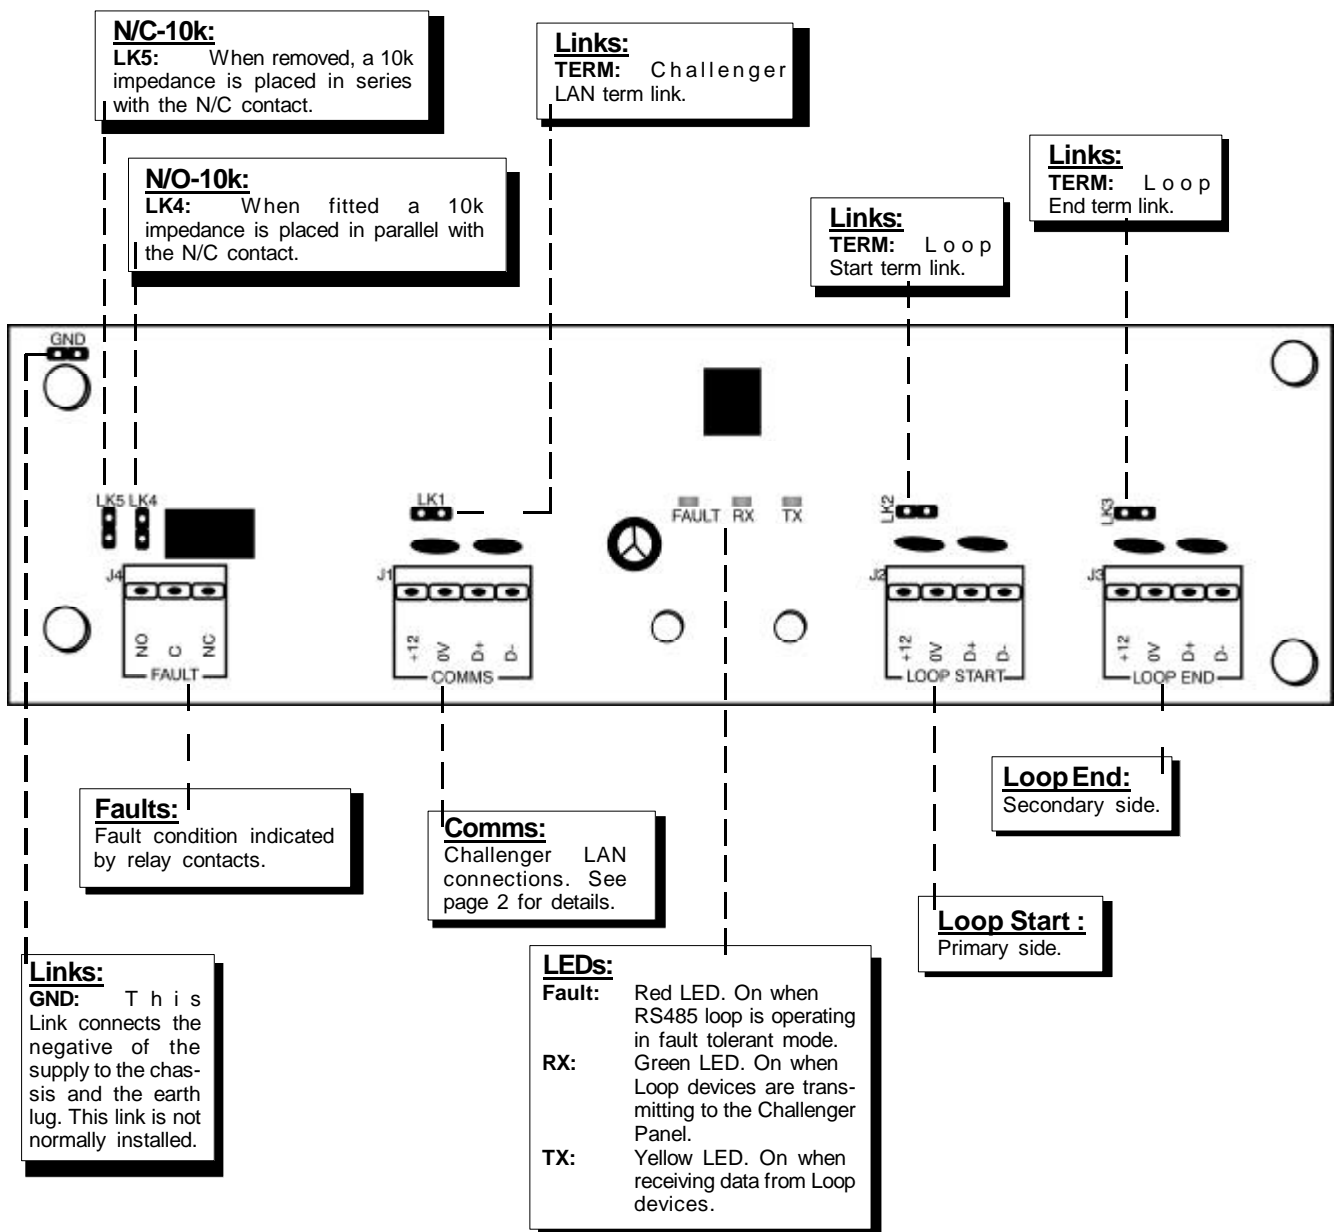 N/C-10k:
LK5: When removed, a 10k
impedance is placed in series
with the N/C contact.
Links:
TERM: Challenger
LAN term link.
N/O-10k:
LK4: When fitted a 10k
impedance is placed in parallel with
the N/C contact.
Links:
TERM: Loop
End term link.
Links:
TERM: Loop
Start term link.
GND
LK5 LK4
LK1
FAULT RX TX
LK2
LK3
J4
NO C NC
FAULT
J1
+12 0V D+ D-
COMMS
J2
+12 0V D+ D-
LOOP START
J3
+12 0V D+ D-
LOOP END
Faults:
Fault condition indicated
by relay contacts.
Comms:
Challenger LAN
connections. See
page 2 for details.
Loop End:
Secondary side.
Loop Start :
Primary side.
Links:
GND: This
Link connects the
negative of the
supply to the chas-
sis and the earth
lug. This link is not
normally installed.
LEDs:
Fault: Red LED. On when
RS485 loop is operating
in fault tolerant mode.
RX: Green LED. On when
Loop devices are trans-
mitting to the Challenger
Panel.
TX: Yellow LED. On when
receiving data from Loop
devices.